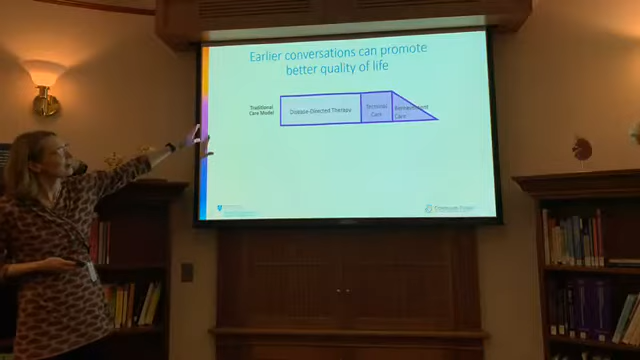 Earlier conversations can promote
better quality of life
Traditional
Care Model
Disease-Directed Therapy
Terminal
Care
Bereavement
Care